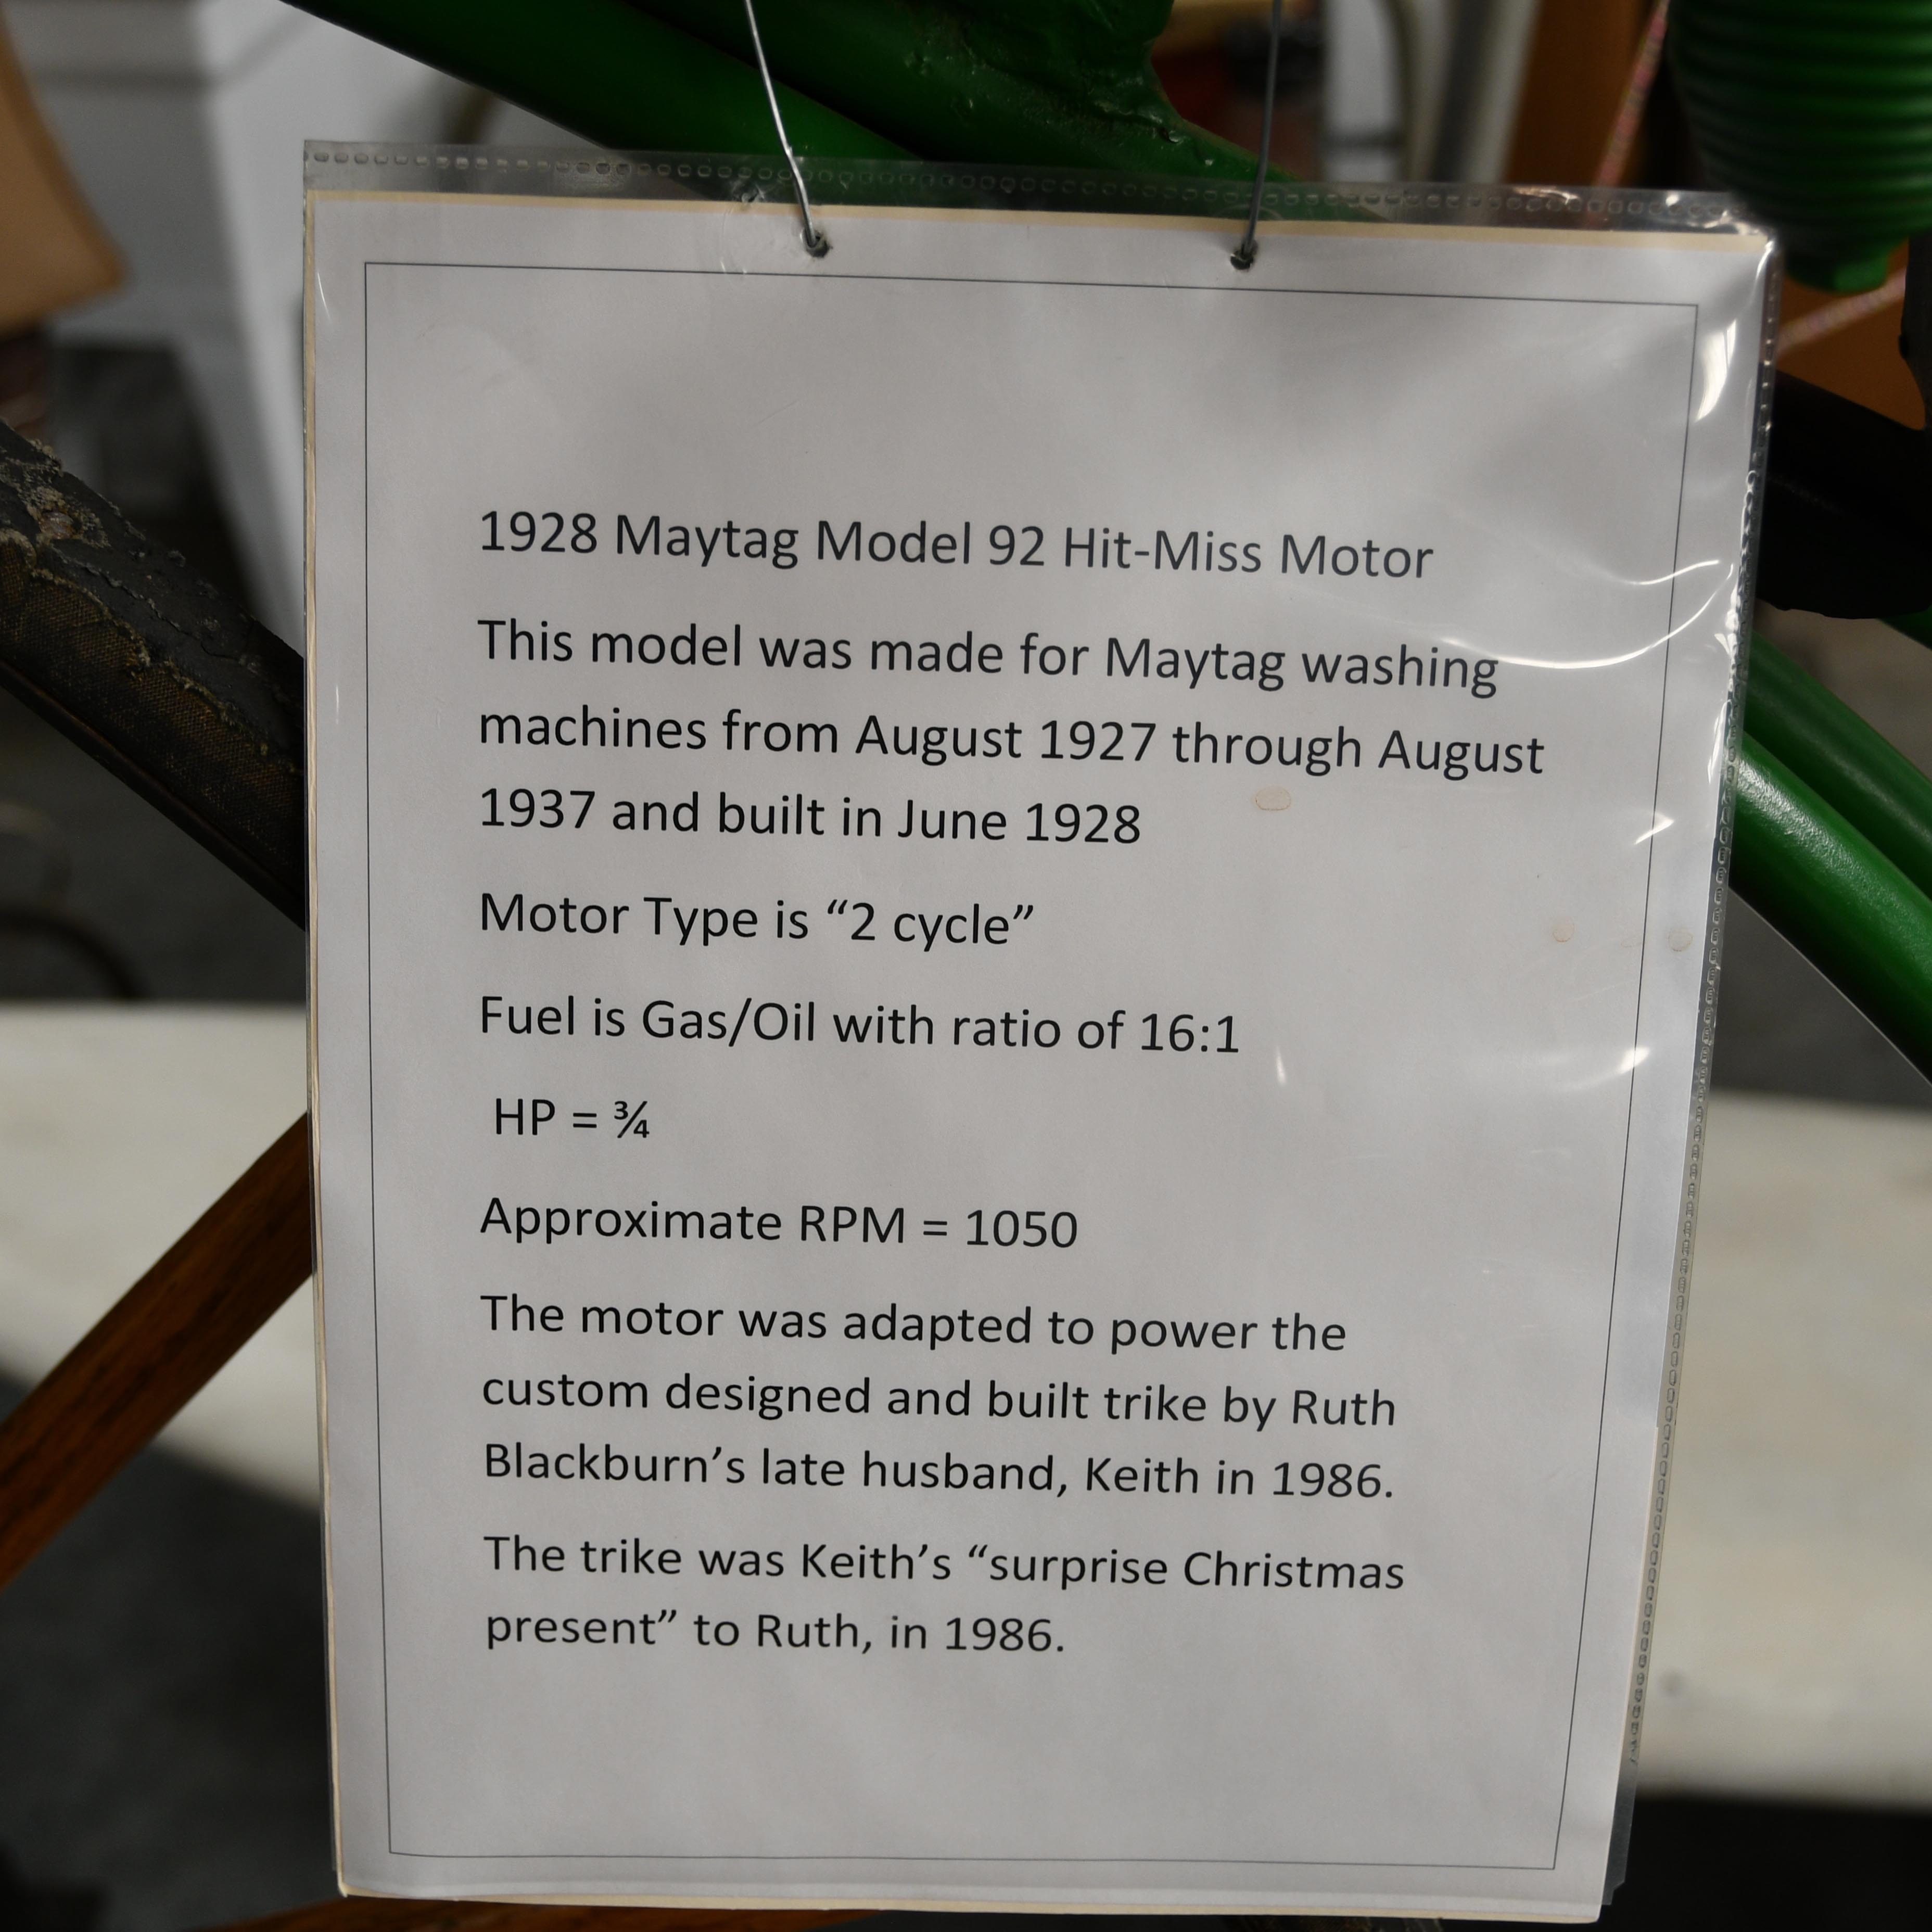 1928 Maytag Model 92 Hit-Miss Motor
This model was made for Maytag washing
machines from August 1927 through August
1937 and built in June 1928
Motor Type is “2 cycle”
Fuel is Gas/Oil with ratio of 16:1
HP = ¾
Approximate RPM = 1050
The motor was adapted to power the
custom designed and built trike by Ruth
Blackburn’s late husband, Keith in 1986.
The trike was Keith’s “surprise Christmas
present” to Ruth, in 1986.